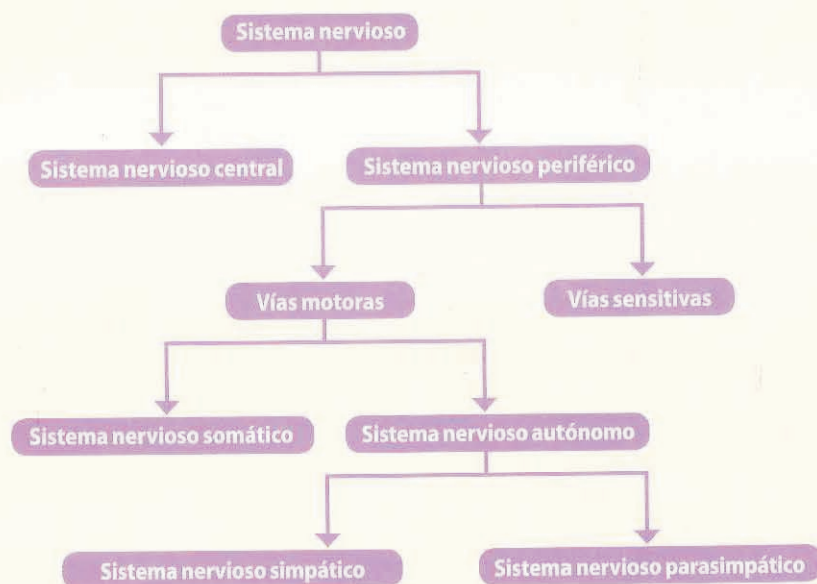 Sistema nervioso
Sistema nervioso central
Sistema nervioso periférico
Vías motoras
Vías sensitivas
Sistema nervioso somático
Sistema nervioso autónomo
Sistema nervioso simpático
Sistema nervioso parasimpático